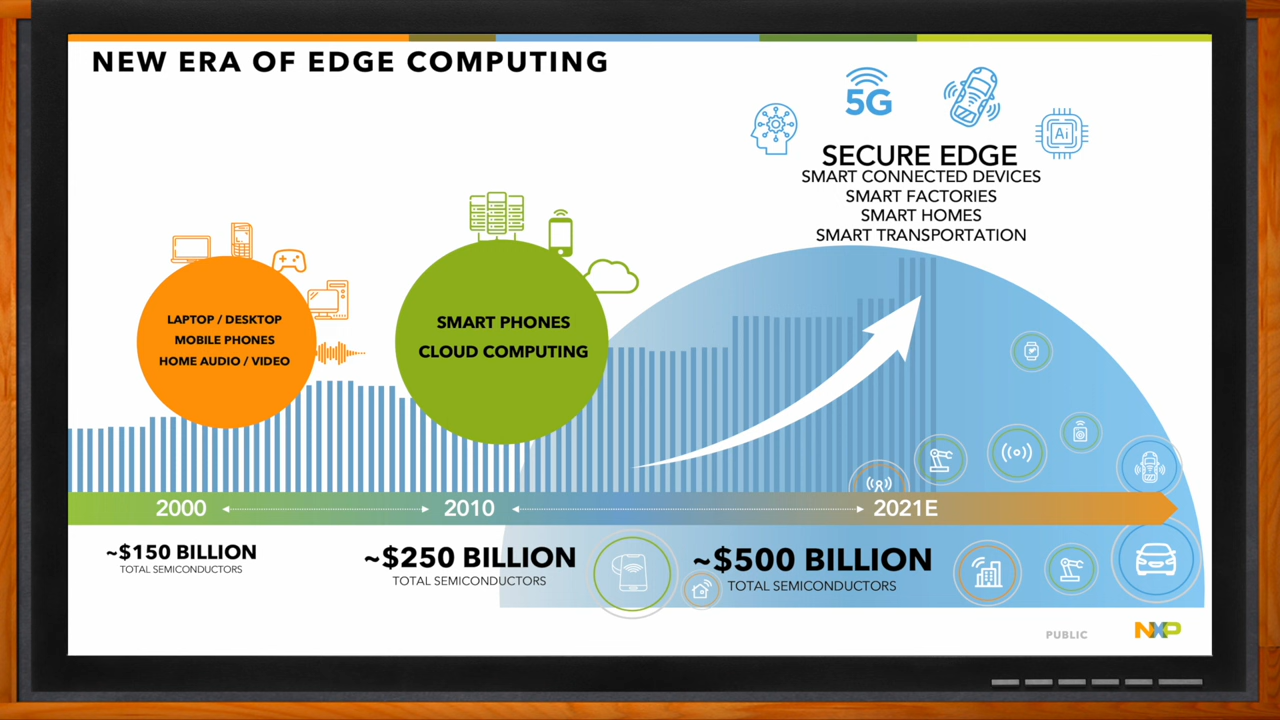 NEW ERA OF EDGE COMPUTING
5G
Ai
SECURE EDGE
SMART CONNECTED DEVICES
SMART FACTORIES
SMART HOMES
SMART TRANSPORTATION
LAPTOP / DESKTOP
MOBILE PHONES
HOME AUDIO / VIDEO
SMART PHONES
CLOUD COMPUTING
2000
2010
2021E
~$150 BILLION
TOTAL SEMICONDUCTORS
~$250 BILLION
TOTAL SEMICONDUCTORS
~$500 BILLION
TOTAL SEMICONDUCTORS
PUBLIC
NXP